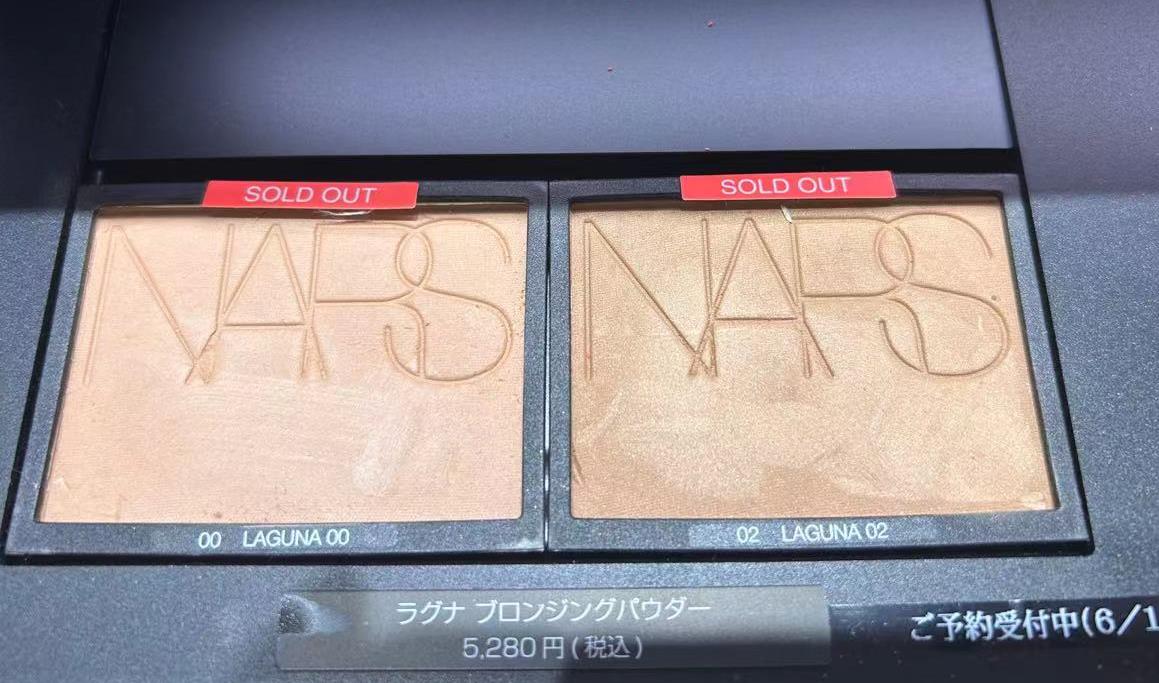 SOLD OUT
SOLD OUT
NARS
NARS
00 LAGUNA 00
02 LAGUNA 02
ラグナ ブロンジングパウダー
5,280円(税込)
ご予約受付中(6/1